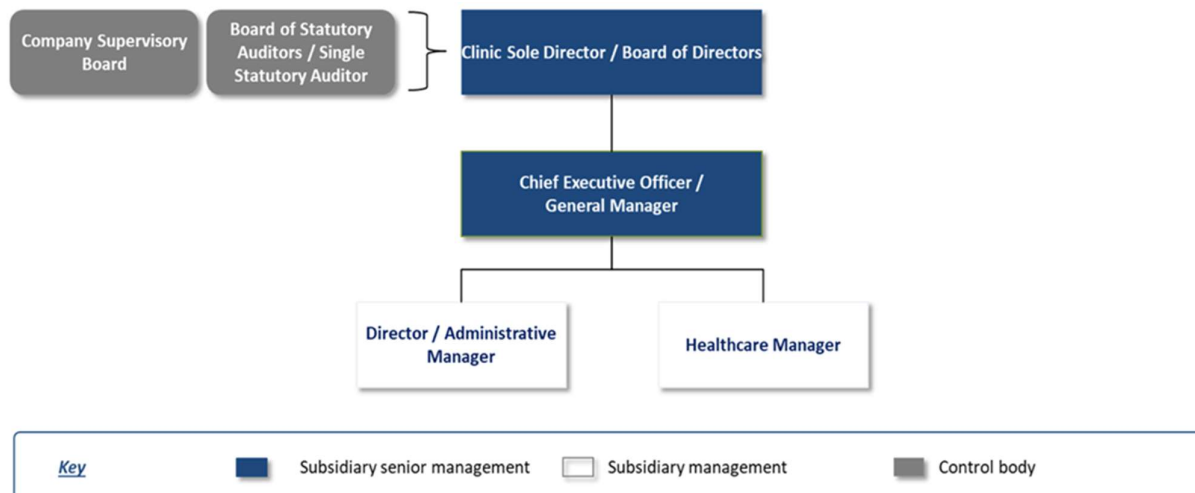 Company Supervisory
Board
Board of Statutory
Auditors / Single
Statutory Auditor
Clinic Sole Director / Board of Directors
Chief Executive Officer /
General Manager
Director / Administrative
Manager
Healthcare Manager
Key
Subsidiary senior management
Subsidiary management
Control body